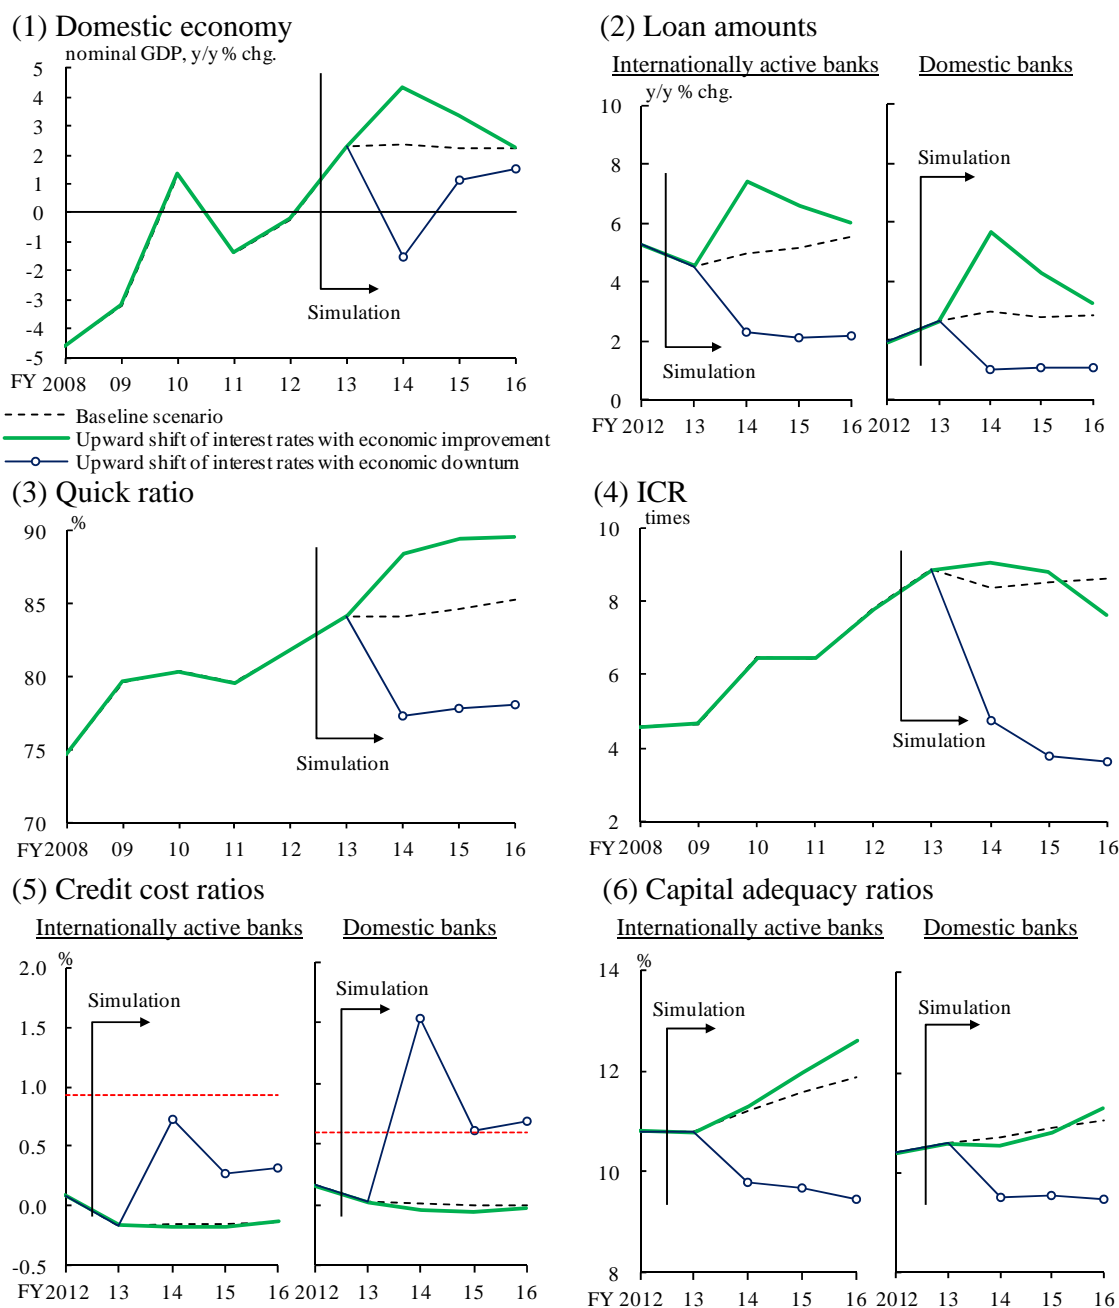 (1) Domestic economy
nominal GDP, y/y % chg.
5
4
3
2
1
0
-1
-2
-3
-4
-5
Simulation
FY 2008 09 10 11 12 13 14 15 16
Baseline scenario
Upward shift of interest rates with economic improvement
Upward shift of interest rates with economic downturn
(2) Loan amounts
Internationally active banks Domestic banks
y/y % chg.
10
8
6
4
2
0
Simulation
Simulation
FY 2012 13 14 15 16 2012 13 14 15 16
(3) Quick ratio
%
90
85
80
75
70
Simulation
FY2008 09 10 11 12 13 14 15 16
(4) ICR
times
10
8
6
4
2
Simulation
FY2008 09 10 11 12 13 14 15 16
(5) Credit cost ratios
Internationally active banks Domestic banks
%
2.0
1.5
1.0
0.5
0.0
-0.5
Simulation
Simulation
FY2012 13 14 15 16 2012 13 14 15 16
(6) Capital adequacy ratios
Internationally active banks Domestic banks
%
14
12
10
8
Simulation
Simulation
FY 2012 13 14 15 16 2012 13 14 15 16